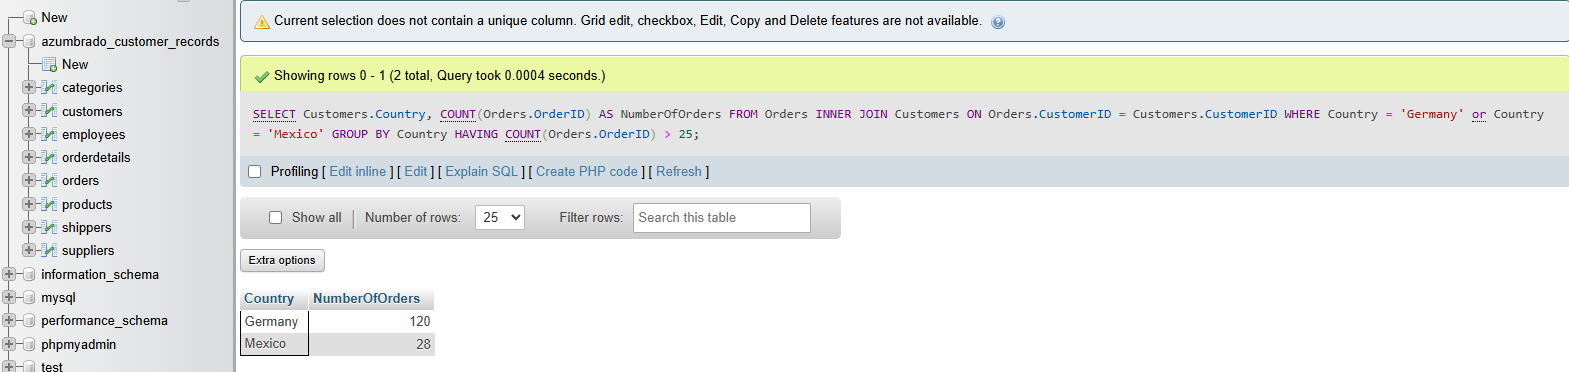 New
azumbrado_customer_records
New
categories
customers
employees
orderdetails
orders
products
shippers
suppliers
information_schema
mysql
performance_schema
phpmyadmin
test
Current selection does not contain a unique column. Grid edit, checkbox, Edit, Copy and Delete features are not available.
Showing rows 0 - 1 (2 total, Query took 0.0004 seconds.)
SELECT Customers.Country, COUNT(Orders.OrderID) AS NumberOfOrders FROM Orders INNER JOIN Customers ON Orders.CustomerID = Customers.CustomerID WHERE Country = 'Germany' or Country
= 'Mexico' GROUP BY Country HAVING COUNT(Orders.OrderID) > 25;
Profiling [ Edit inline ] [ Edit ] [ Explain SQL ] [ Create PHP code ] [ Refresh ]
Show all | Number of rows: 25 Filter rows: Search this table
Extra options
Country NumberOfOrders
Germany 120
Mexico 28